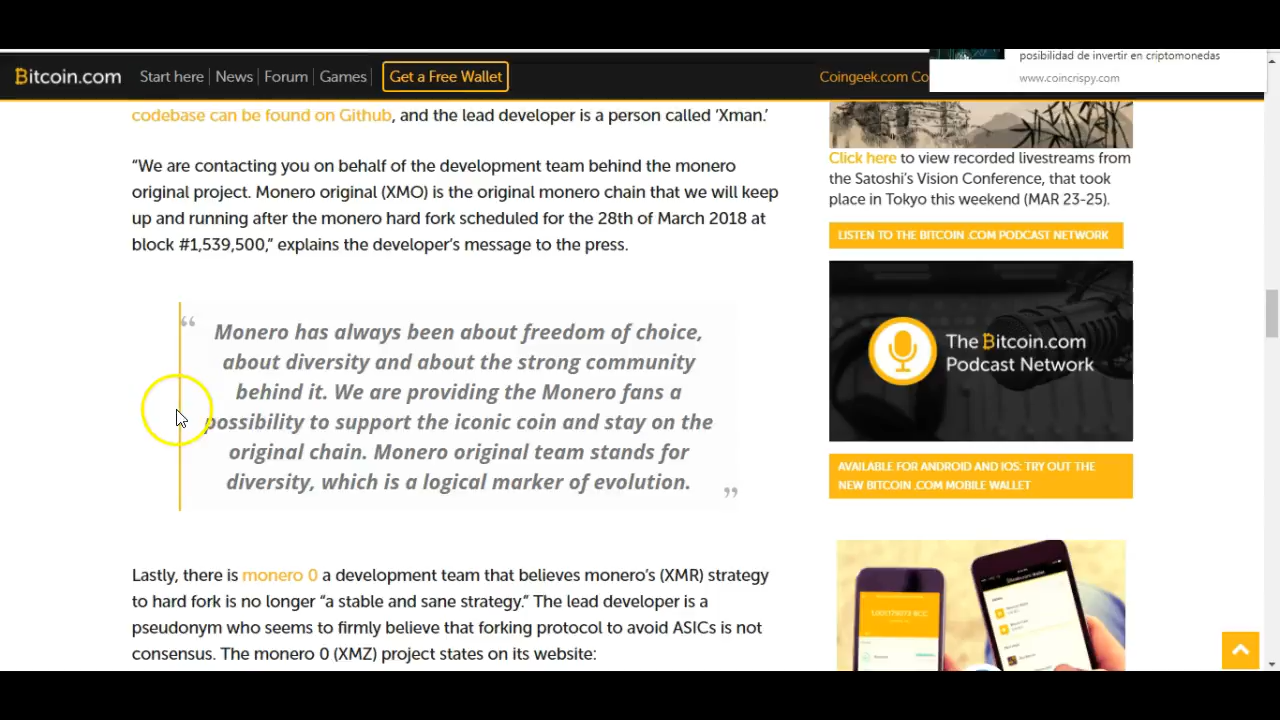 Bitcoin.com
Start here
News
Forum
Games
Get a Free Wallet
Coingeek.com Co
posibilidad de invertir en criptomonedas
www.coincrispy.com
codebase can be found on Github, and the lead developer is a person called ‘Xman.’
“We are contacting you on behalf of the development team behind the monero
original project. Monero original (XMO) is the original monero chain that we will keep
up and running after the monero hard fork scheduled for the 28th of March 2018 at
block #1,539,500,” explains the developer’s message to the press.
“ Monero has always been about freedom of choice,
about diversity and about the strong community
behind it. We are providing the Monero fans a
possibility to support the iconic coin and stay on the
original chain. Monero original team stands for
diversity, which is a logical marker of evolution. ”
Lastly, there is monero 0 a development team that believes monero’s (XMR) strategy
to hard fork is no longer “a stable and sane strategy.” The lead developer is a
pseudonym who seems to firmly believe that forking protocol to avoid ASICs is not
consensus. The monero 0 (XMZ) project states on its website:
Click here to view recorded livestreams from
the Satoshi's Vision Conference, that took
place in Tokyo this weekend (MAR 23-25).
LISTEN TO THE BITCOIN .COM PODCAST NETWORK
The Bitcoin.com
Podcast Network
AVAILABLE FOR ANDROID AND IOS: TRY OUT THE
NEW BITCOIN .COM MOBILE WALLET